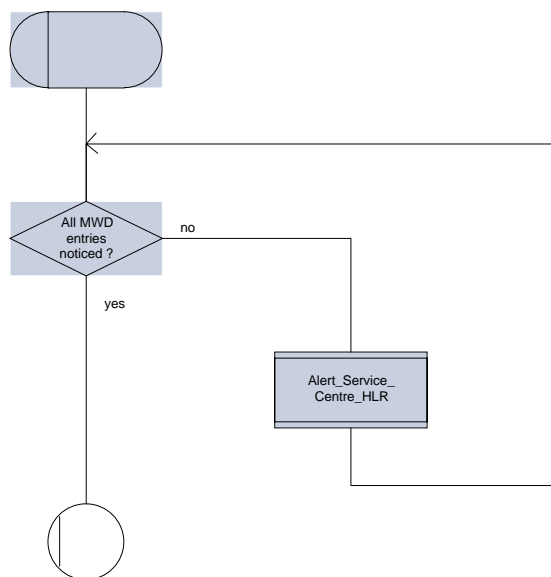 All MWD
entries
noticed ?
no
yes
Alert_Service_
Centre_HLR